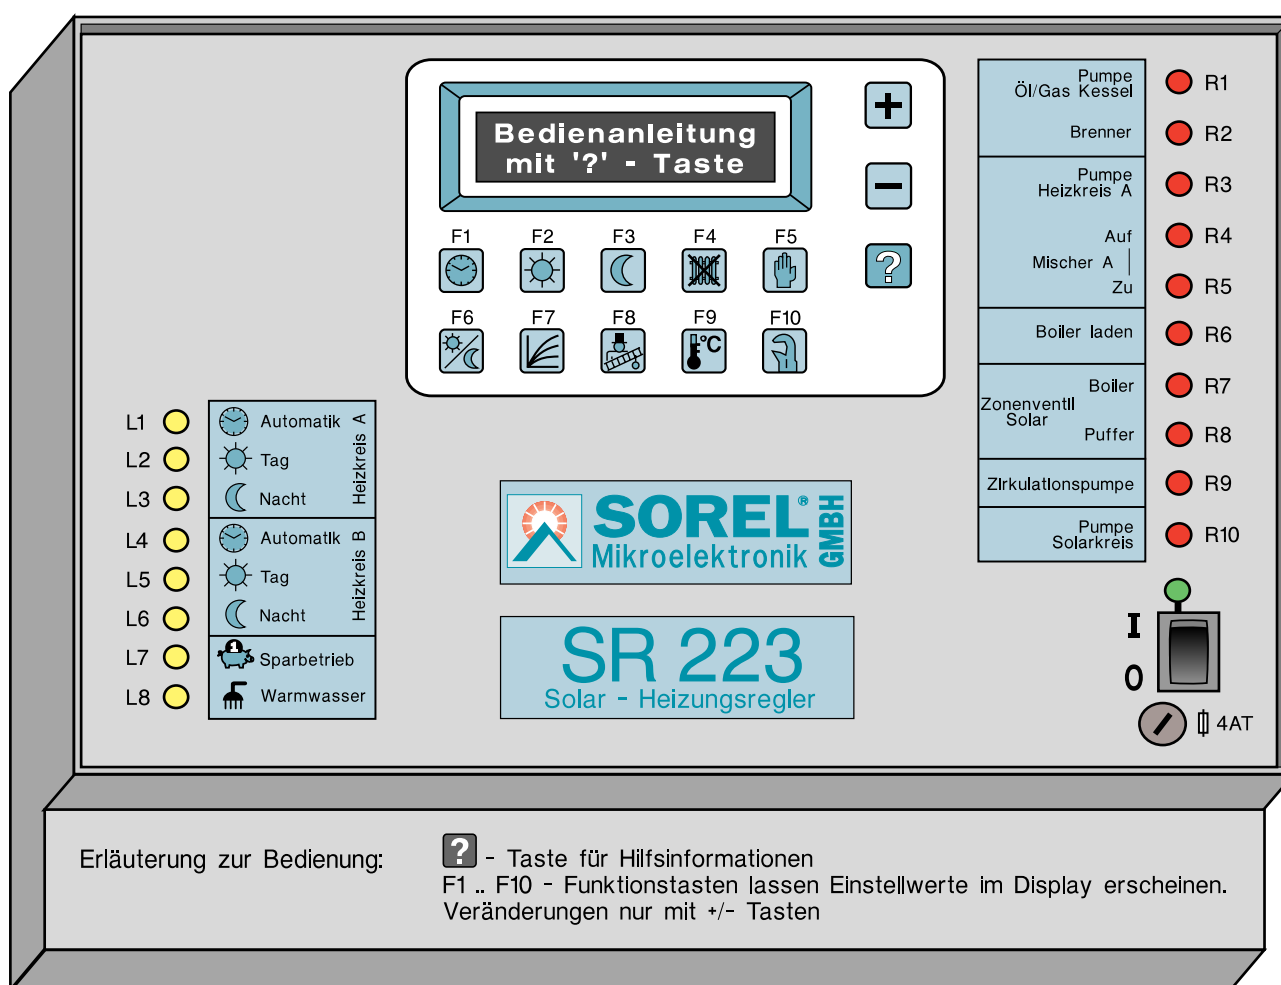 Bedienanleitung
mit '?' - Taste
+
-
?
F1 F2 F3 F4 F5
F6 F7 F8 F9 F10
°C
Pumpe
Öl/Gas Kessel
R1
Brenner
R2
Pumpe
Heizkreis A
R3
Auf
R4
Mischer A
Zu
R5
Boiler laden
R6
Boiler
R7
Zonenventil
Solar
Puffer
R8
Zirkulationspumpe
R9
Pumpe
Solarkreis
R10
L1 Automatik
L2 Tag
L3 Nacht
Heizkreis A
L4 Automatik
L5 Tag
L6 Nacht
Heizkreis B
L7 1 Sparbetrieb
L8 Warmwasser
SOREL®
Mikroelektronik
GMBH
SR 223
Solar - Heizungsregler
I
O
4AT
Erläuterung zur Bedienung:
? - Taste für Hilfsinformationen
F1 .. F10 - Funktionstasten lassen Einstellwerte im Display erscheinen.
Veränderungen nur mit +/- Tasten